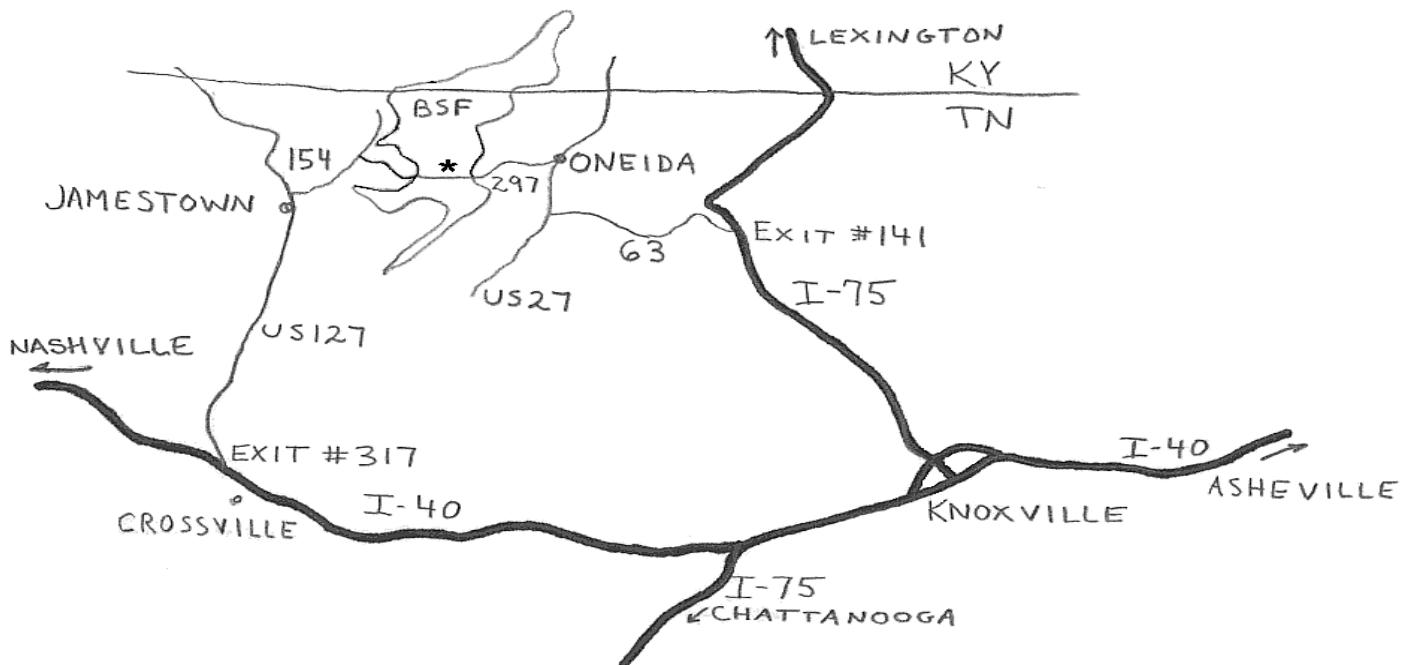 ↑ LEXINGTON
KY
BSF
TN
154
*
ONEIDA
297
JAMESTOWN
EXIT #141
63
I-75
US27
US127
NASHVILLE
←
EXIT #317
I-40
I-40
→
ASHEVILLE
KNOXVILLE
CROSSVILLE
I-75
↙CHATTANOOGA